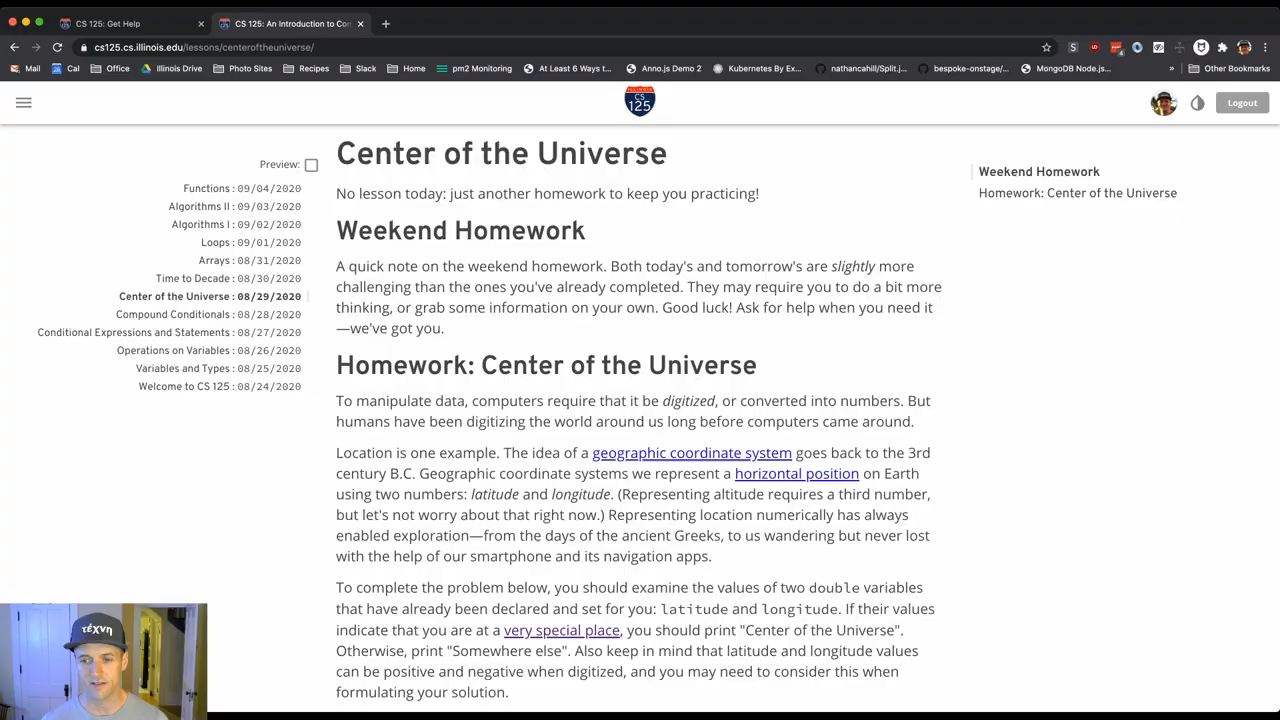 CS 125: Get Help
CS 125: An Introduction to Con
cs125.cs.illinois.edu/lessons/centeroftheuniverse/
Mail
Cal
Office
Illinois Drive
Photo Sites
Recipes
Slack
Home
pm2 Monitoring
At Least 6 Ways t...
Anno.js Demo 2
Kubernetes By Ex...
nathancahill/Split.j...
bespoke-onstage/...
MongoDB Node.js...
»
Other Bookmarks
ILLINOIS
CS
125
Logout
Preview:
Functions : 09/04/2020
Algorithms II : 09/03/2020
Algorithms I : 09/02/2020
Loops : 09/01/2020
Arrays : 08/31/2020
Time to Decade : 08/30/2020
Center of the Universe : 08/29/2020
Compound Conditionals : 08/28/2020
Conditional Expressions and Statements : 08/27/2020
Operations on Variables : 08/26/2020
Variables and Types : 08/25/2020
Welcome to CS 125 : 08/24/2020
Center of the Universe
No lesson today: just another homework to keep you practicing!
Weekend Homework
A quick note on the weekend homework. Both today's and tomorrow's are slightly more
challenging than the ones you've already completed. They may require you to do a bit more
thinking, or grab some information on your own. Good luck! Ask for help when you need it
—we've got you.
Homework: Center of the Universe
To manipulate data, computers require that it be digitized, or converted into numbers. But
humans have been digitizing the world around us long before computers came around.
Location is one example. The idea of a geographic coordinate system goes back to the 3rd
century B.C. Geographic coordinate systems we represent a horizontal position on Earth
using two numbers: latitude and longitude. (Representing altitude requires a third number,
but let's not worry about that right now.) Representing location numerically has always
enabled exploration—from the days of the ancient Greeks, to us wandering but never lost
with the help of our smartphone and its navigation apps.
To complete the problem below, you should examine the values of two double variables
that have already been declared and set for you: latitude and longitude. If their values
indicate that you are at a very special place, you should print "Center of the Universe".
Otherwise, print "Somewhere else". Also keep in mind that latitude and longitude values
can be positive and negative when digitized, and you may need to consider this when
formulating your solution.
Weekend Homework
Homework: Center of the Universe
τέχνη